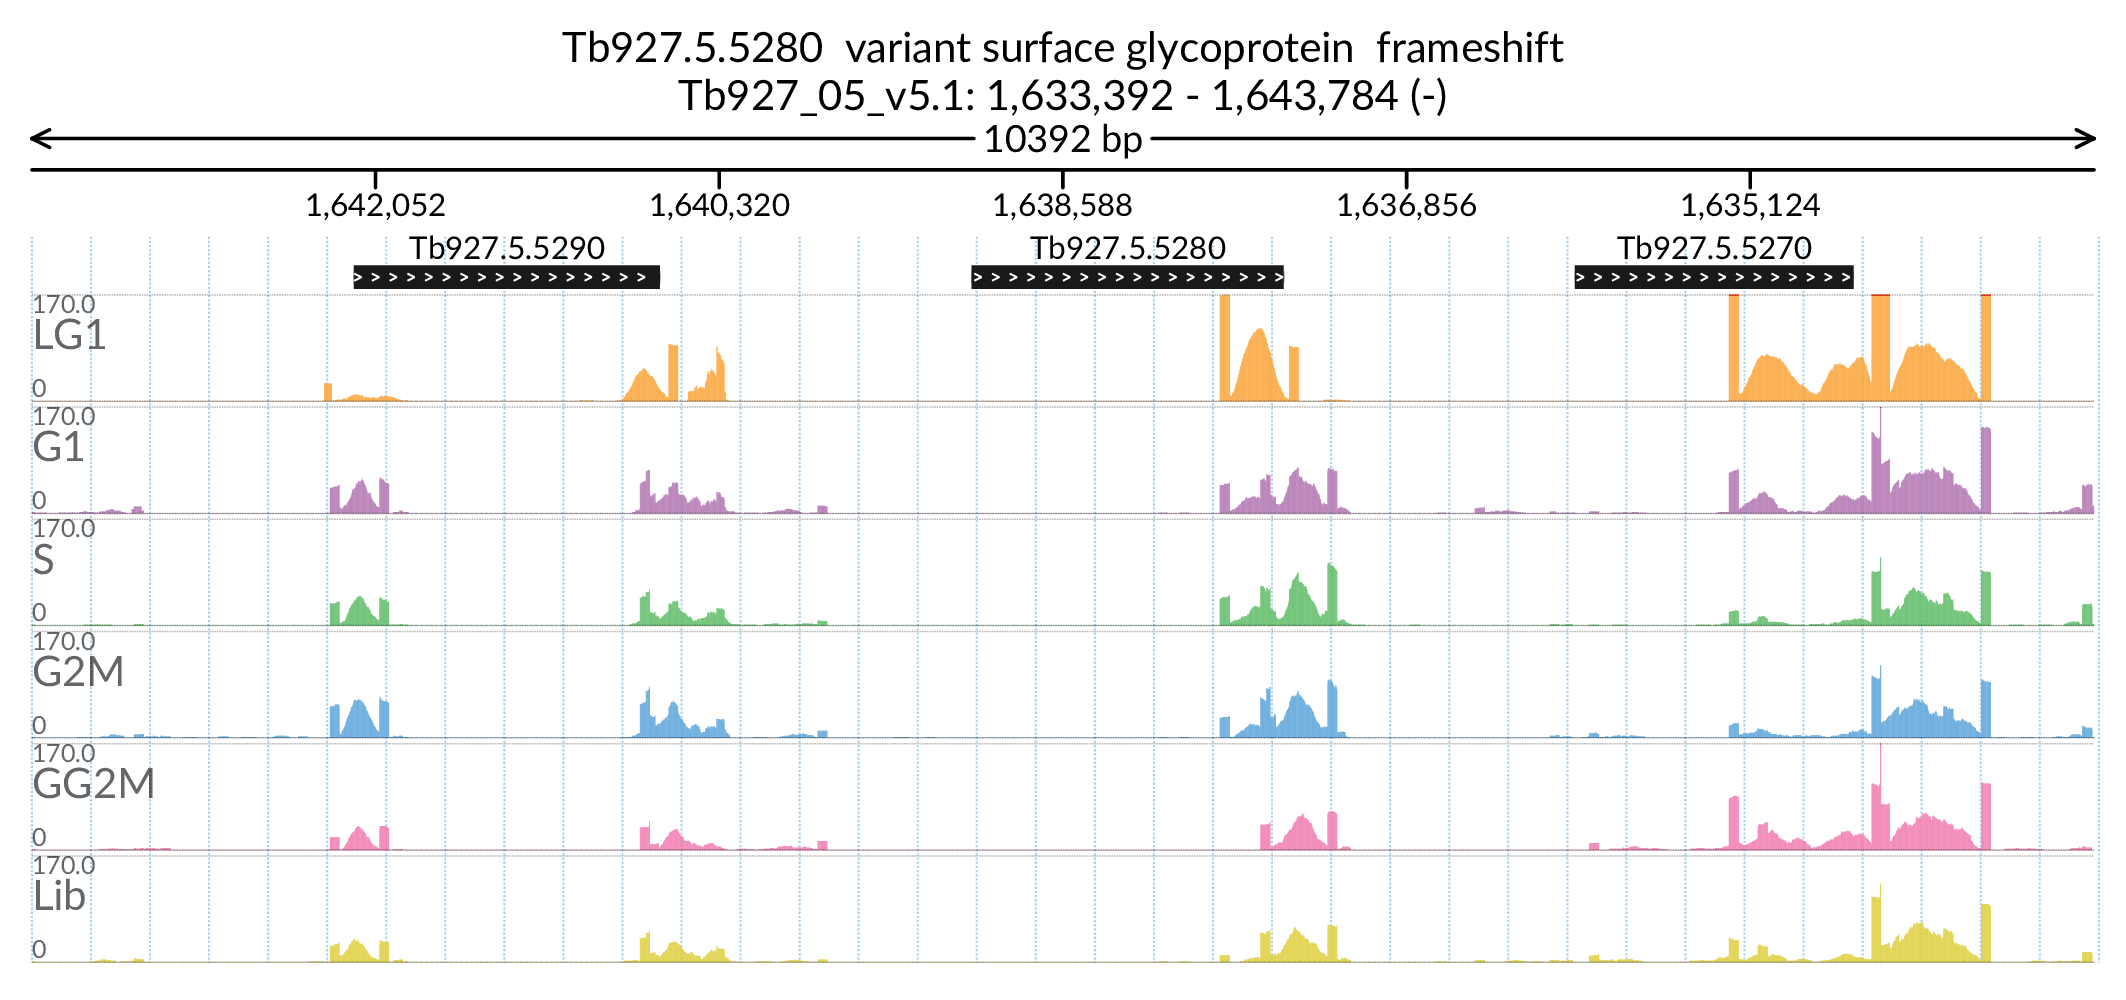 Tb927.5.5280 variant surface glycoprotein frameshift
Tb927_05_v5.1: 1,633,392 - 1,643,784 (-)
10392 bp
1,642,052 1,640,320 1,638,588 1,636,856 1,635,124
Tb927.5.5290 Tb927.5.5280 Tb927.5.5270
170.0
LG1
0
170.0
G1
0
170.0
S
0
170.0
G2M
0
170.0
GG2M
0
170.0
Lib
0